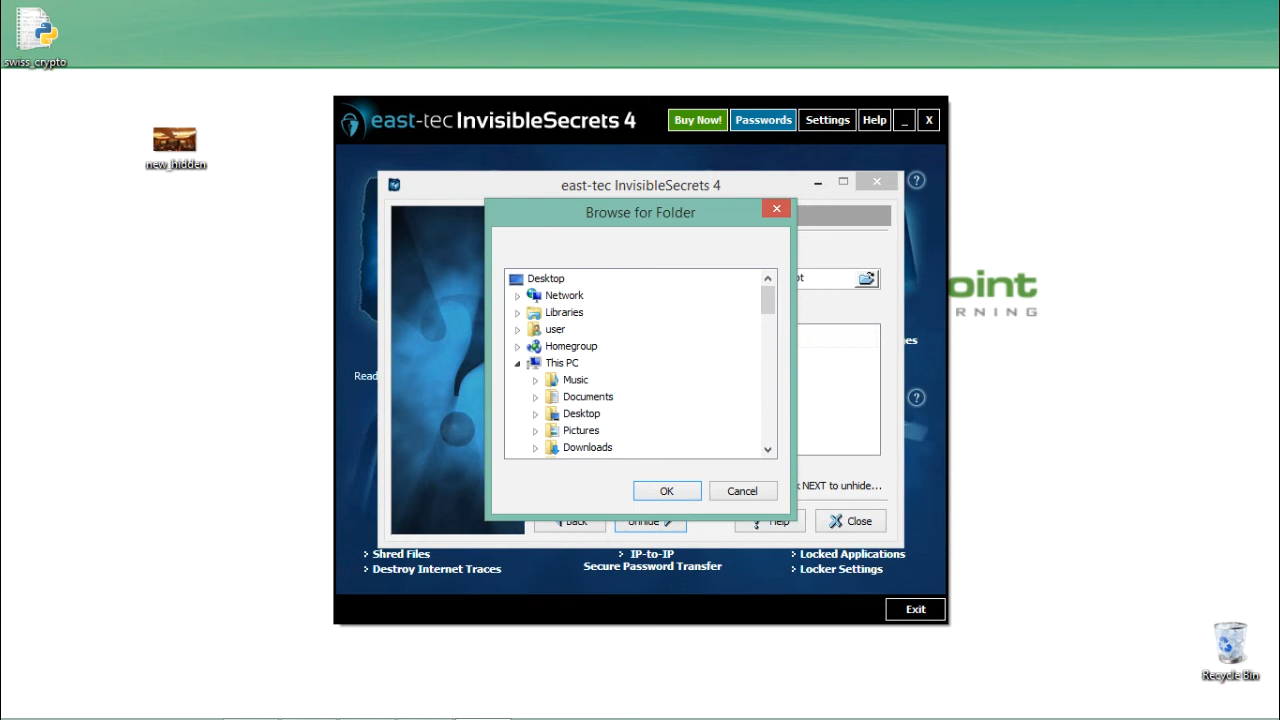 swiss_crypto
new_hidden
east-tec InvisibleSecrets 4
Buy Now!
Passwords
Settings
Help
_
X
east-tec InvisibleSecrets 4
Browse for Folder
Desktop
Network
Libraries
user
Homegroup
This PC
Music
Documents
Desktop
Pictures
Downloads
OK
Cancel
oint
RNING
Read
NEXT to unhide...
Back
Unhide
Help
Close
Shred Files
IP-to-IP
Locked Applications
Destroy Internet Traces
Secure Password Transfer
Locker Settings
Exit
Recycle Bin